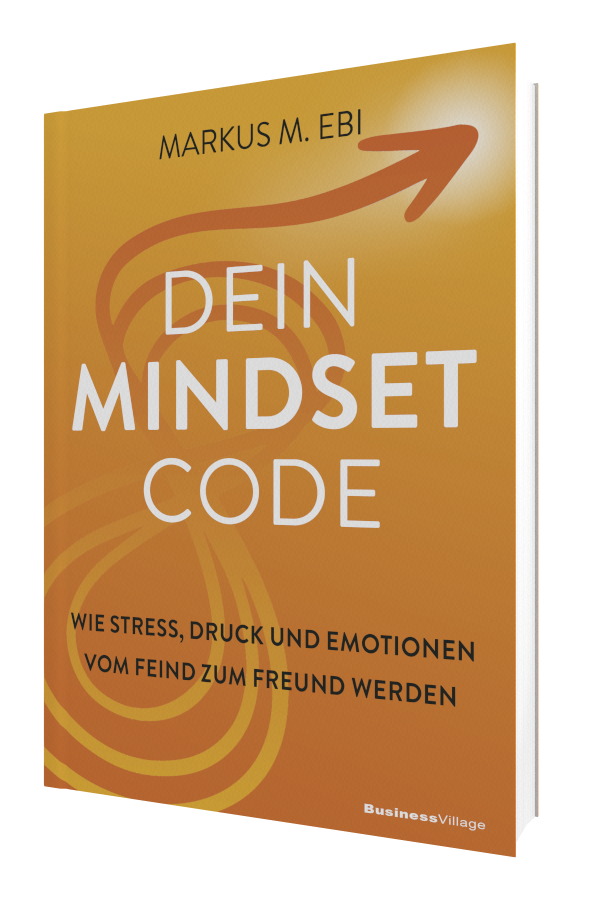 MARKUS M. EBI
DEIN
MINDSET
CODE
WIE STRESS, DRUCK UND EMOTIONEN
VOM FEIND ZUM FREUND WERDEN
BusinessVillage